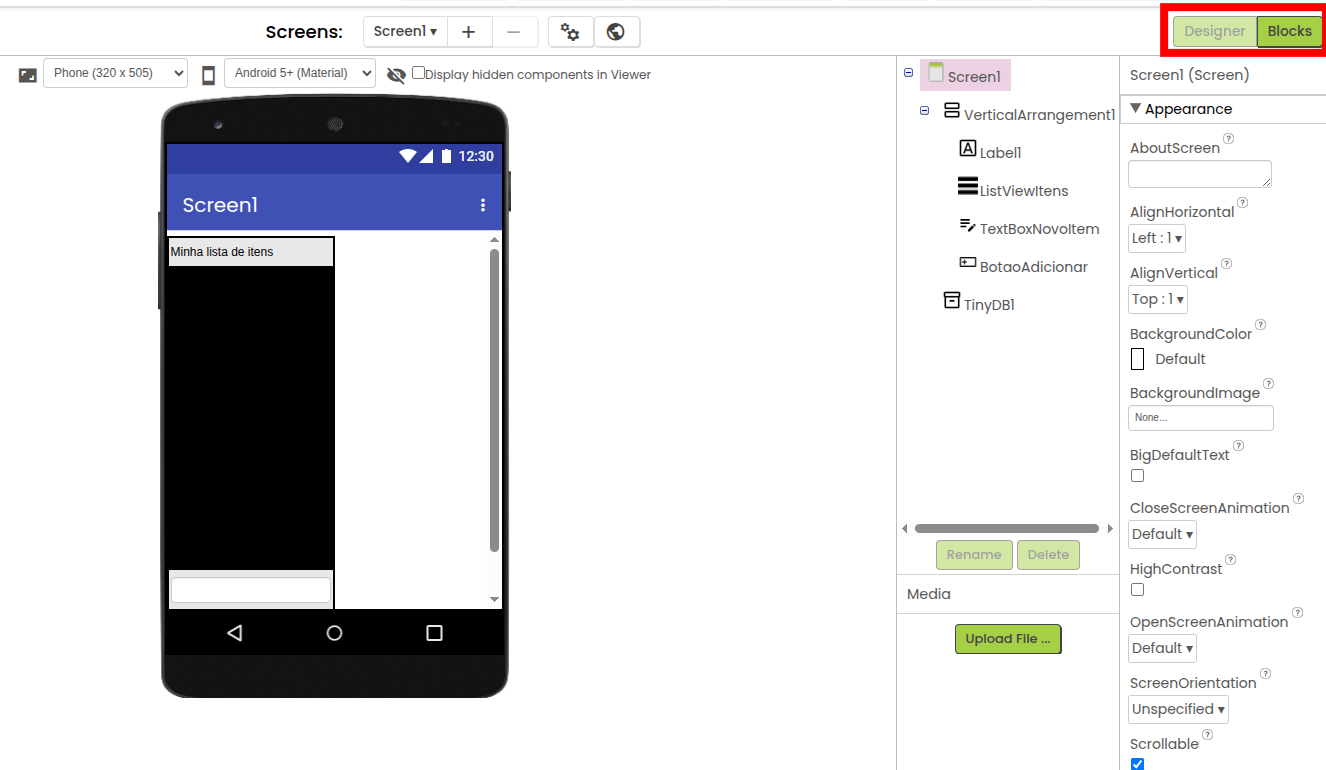 Screens:
Screen1 ▾
+
−
Designer
Blocks
Phone (320 x 505)
Android 5+ (Material)
Display hidden components in Viewer
12:30
Screen1
Minha lista de itens
Screen1
VerticalArrangement1
Label1
ListViewItens
TextBoxNovoItem
BotaoAdicionar
TinyDB1
Rename
Delete
Media
Upload File ...
Screen1 (Screen)
Appearance
AboutScreen ?
AlignHorizontal ?
Left : 1 ▾
AlignVertical ?
Top : 1 ▾
BackgroundColor ?
Default
BackgroundImage ?
None...
BigDefaultText ?
CloseScreenAnimation ?
Default ▾
HighContrast ?
OpenScreenAnimation ?
Default ▾
ScreenOrientation ?
Unspecified ▾
Scrollable ?